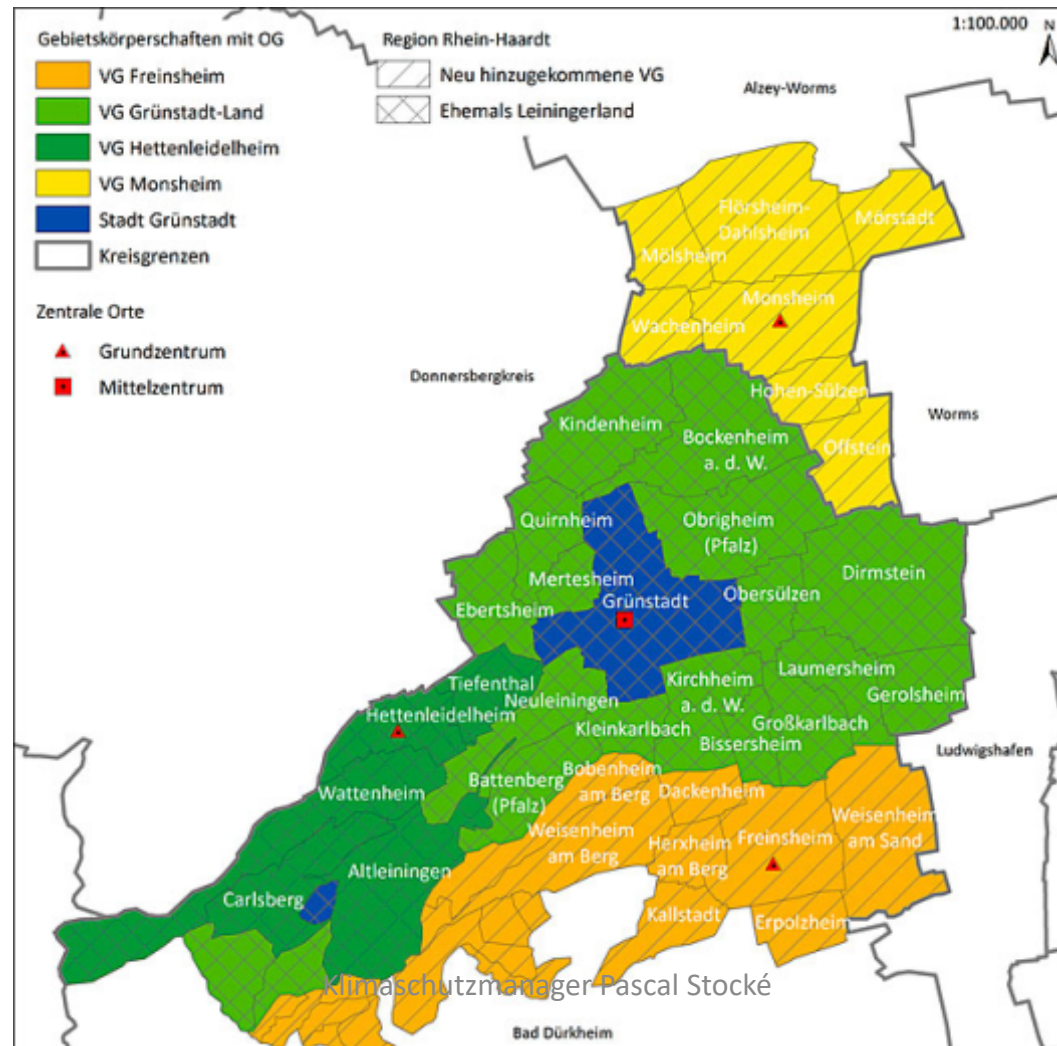 1:100.000
N
Gebietskörperschaften mit OG
VG Freinsheim
VG Grünstadt-Land
VG Hettenleidelheim
VG Monsheim
Stadt Grünstadt
Kreisgrenzen
Zentrale Orte
Grundzentrum
Mittelzentrum
Region Rhein-Haardt
Neu hinzugekommene VG
Ehemals Leiningerland
Alzey-Worms
Flörsheim-
Dahlsheim
Mörstadt
Mölsheim
Monsheim
Wachenheim
Donnersbergkreis
Hohen-Sülzen
Worms
Kindenheim
Bockenheim
a. d. W.
Offstein
Quirnheim
Obrigheim
(Pfalz)
Mertesheim
Dirmstein
Grünstadt
Obersülzen
Ebertsheim
Laumersheim
Tiefenthal
Neuleiningen
Kirchheim
a. d. W.
Gerolsheim
Hettenleidelheim
Kleinkarlbach
Großkarlbach
Bissersheim
Ludwigshafen
Battenberg
(Pfalz)
Bobenheim
am Berg
Dackenheim
Wattenheim
Weisenheim
am Berg
Herxheim
am Berg
Freinsheim
Weisenheim
am Sand
Altleiningen
Carlsberg
Kallstadt
Erpolzheim
Klimaschutzmanager Pascal Stocké
Bad Dürkheim